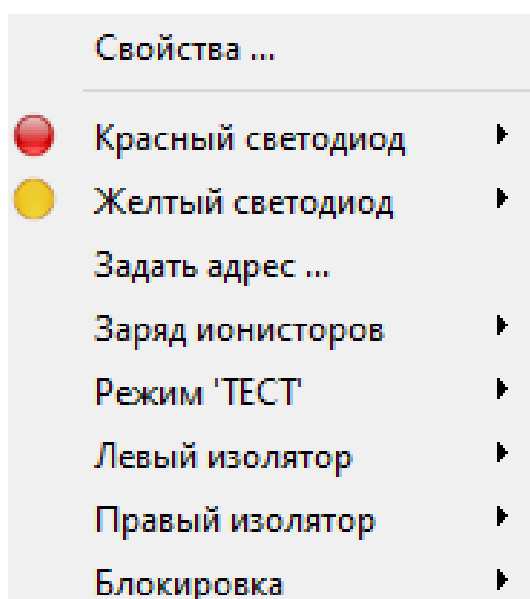 Свойства ...
Красный светодиод
Желтый светодиод
Задать адрес ...
Заряд ионисторов
Режим 'ТЕСТ'
Левый изолятор
Правый изолятор
Блокировка